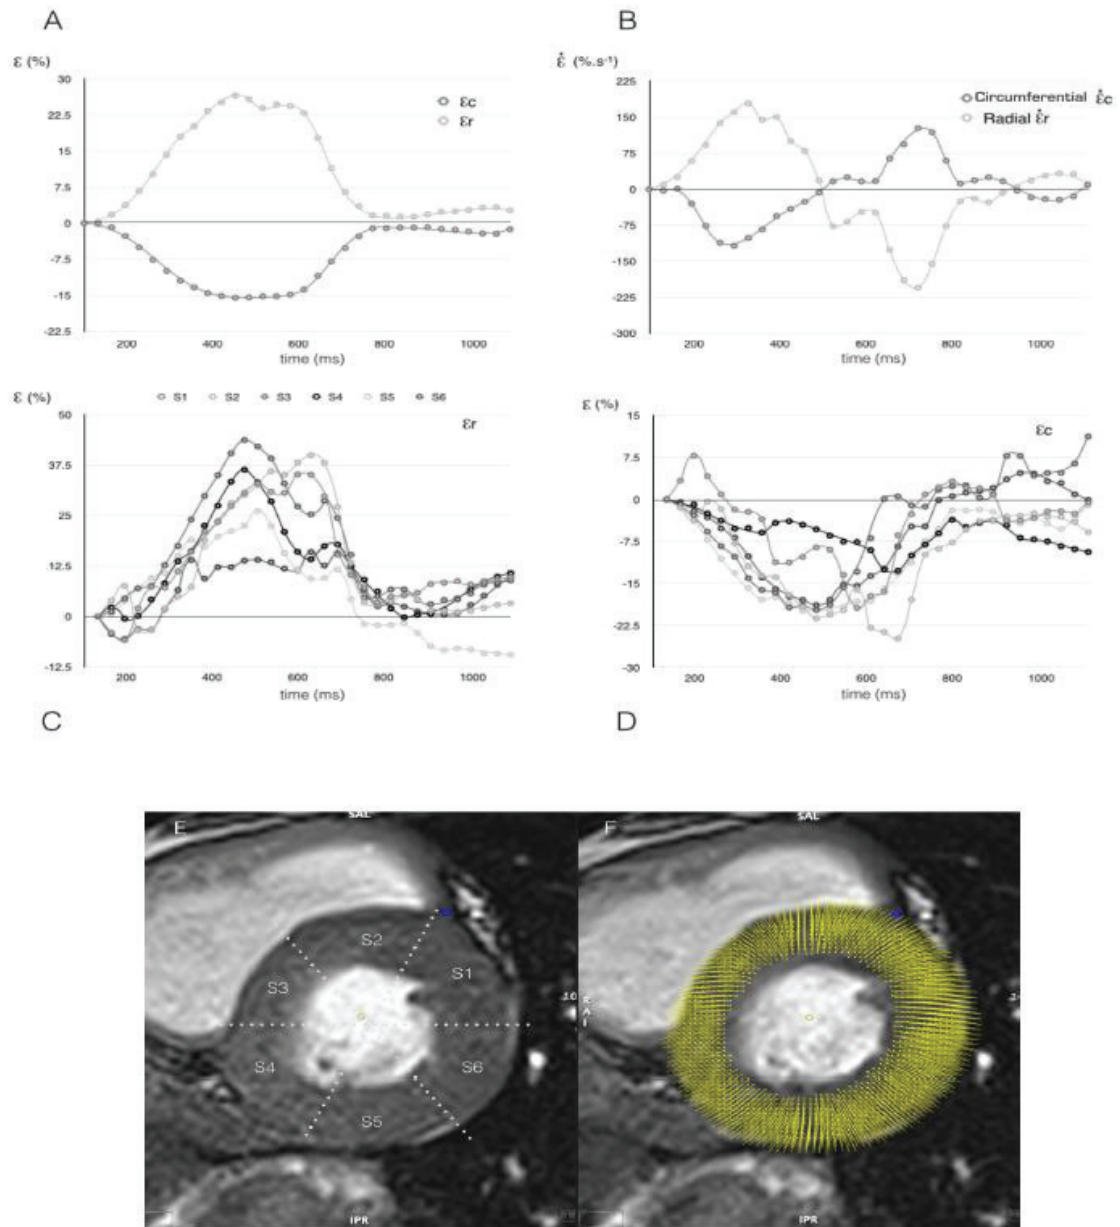 A
B
ε (%)
30
22.5
15
7.5
0
-7.5
-15
-22.5
εc
εr
200 400 600 800 1000
time (ms)
ε̇ (%.s-¹)
225
150
75
0
-75
-150
-225
-300
Circumferential ε̇c
Radial ε̇r
200 400 600 800 1000
time (ms)
ε (%)
S1 S2 S3 S4 S5 S6
εr
50
37.5
25
12.5
0
-12.5
200 400 600 800 1000
time (ms)
ε (%)
εc
15
7.5
0
-7.5
-15
-22.5
-30
200 400 600 800 1000
time (ms)
C
D
E
SAL
S2
S1
S3
S4
S6
S5
10
IPR
F
SAL
RAI
IPR